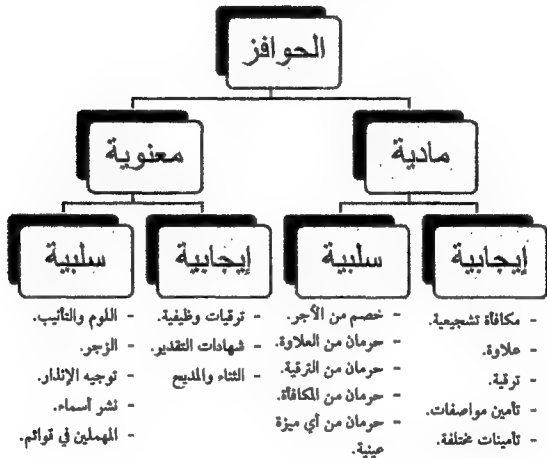 الحوافز
مادية
معنوية
إيجابية
سلبية
إيجابية
سلبية
- مكافأة تشجيعية.
- علاوة.
- ترقية.
- تأمين مواصفات.
- تأمينات مختلفة.
- خصم من الأجر.
- حرمان من العلاوة.
- حرمان من الترقية.
- حرمان من المكافأة.
- حرمان من أي ميزة
عينية.
- ترقيات وظيفية.
- شهادات التقدير.
- الثناء والمديح
- اللوم والتأنيب.
- الزجر.
- توجيه الإنذار.
- نشر أسماء.
- المهملين في قوائم.